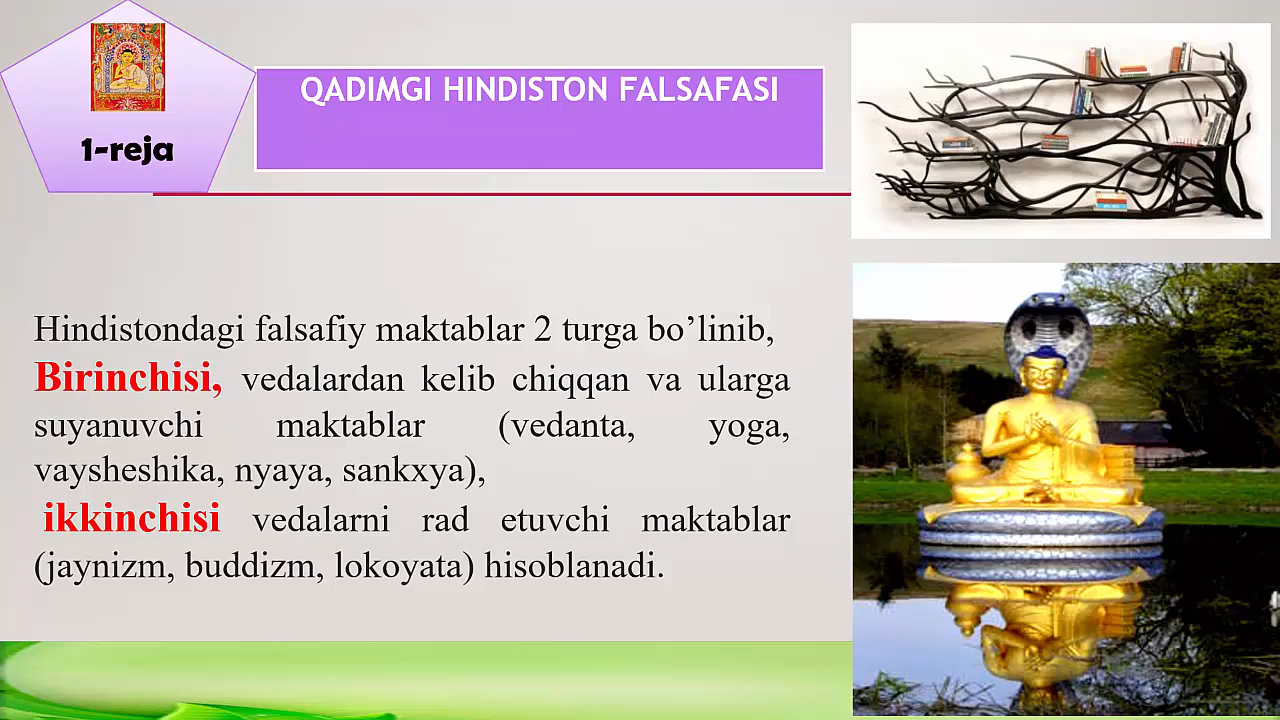 1-reja
QADIMGI HINDISTON FALSAFASI
Hindistondagi falsafiy maktablar 2 turga bo’linib,
Birinchisi, vedalardan kelib chiqqan va ularga
suyanuvchi maktablar (vedanta, yoga,
vaysheshika, nyaya, sankxya),
ikkinchisi vedalarni rad etuvchi maktablar
(jaynizm, buddizm, lokoyata) hisoblanadi.